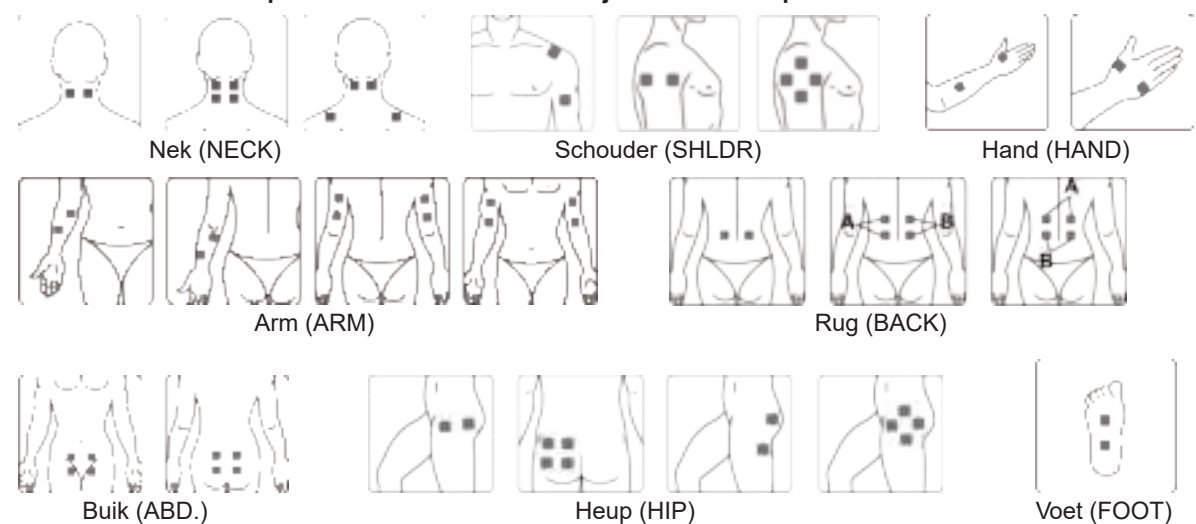 Nek (NECK)
Schouder (SHLDR)
Hand (HAND)
A B
A
B
Arm (ARM)
Rug (BACK)
Buik (ABD.)
Heup (HIP)
Voet (FOOT)